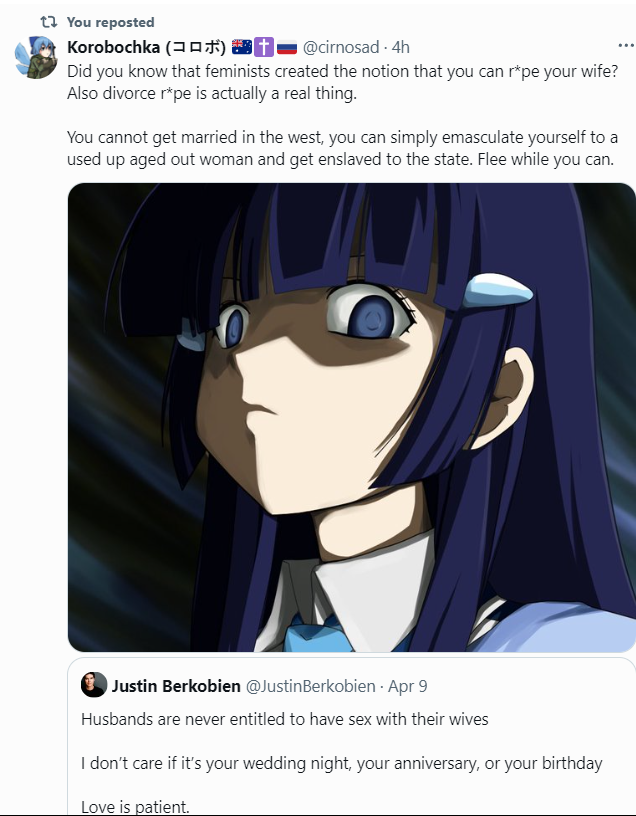 You reposted
Korobochka (コロボ) 🇦🇺✝️🇷🇺 @cirnosad · 4h
Did you know that feminists created the notion that you can r*pe your wife?
Also divorce r*pe is actually a real thing.
You cannot get married in the west, you can simply emasculate yourself to a
used up aged out woman and get enslaved to the state. Flee while you can.
Justin Berkobien @JustinBerkobien · Apr 9
Husbands are never entitled to have sex with their wives
I don’t care if it’s your wedding night, your anniversary, or your birthday
Love is patient.